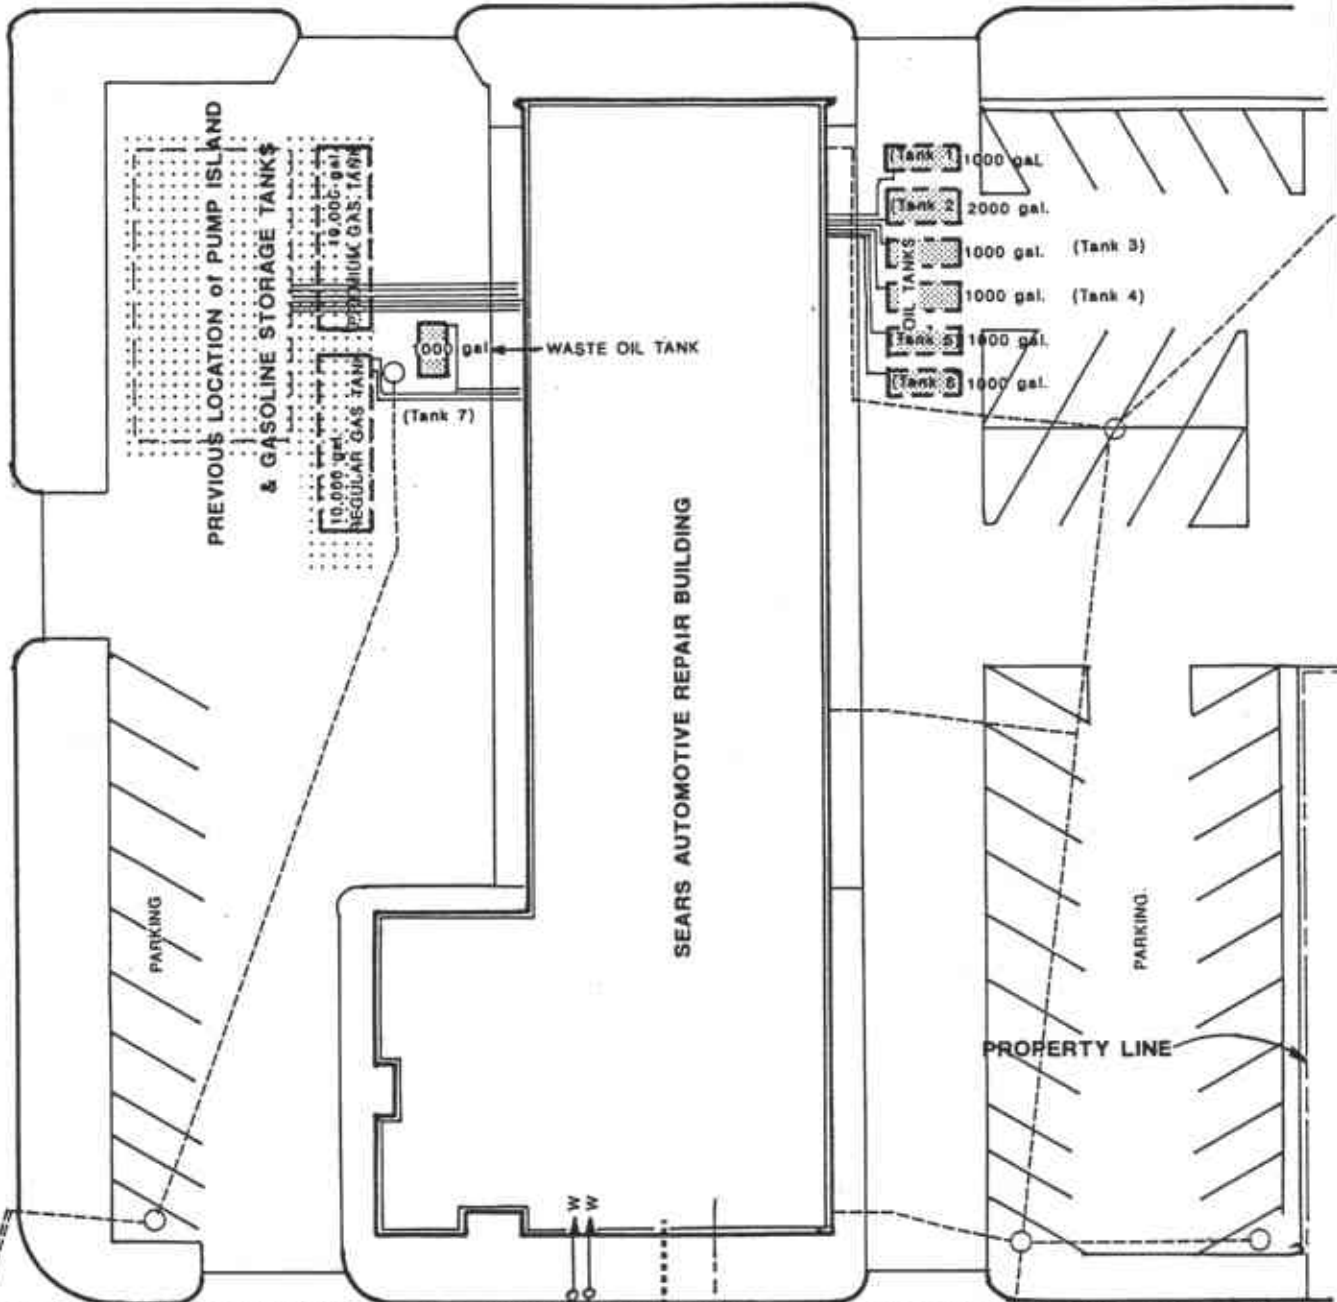 PREVIOUS LOCATION of PUMP ISLAND
& GASOLINE STORAGE TANKS
10,000 gal.
PREMIUM GAS TANK
10,000 gal.
REGULAR GAS TANK
gal.
WASTE OIL TANK
(Tank 7)
(Tank 1) 1000 gal.
(Tank 2) 2000 gal.
1000 gal. (Tank 3)
1000 gal. (Tank 4)
(Tank 5) 1000 gal.
(Tank 6) 1000 gal.
OIL TANKS
SEARS AUTOMOTIVE REPAIR BUILDING
PARKING
PARKING
PROPERTY LINE
W
W